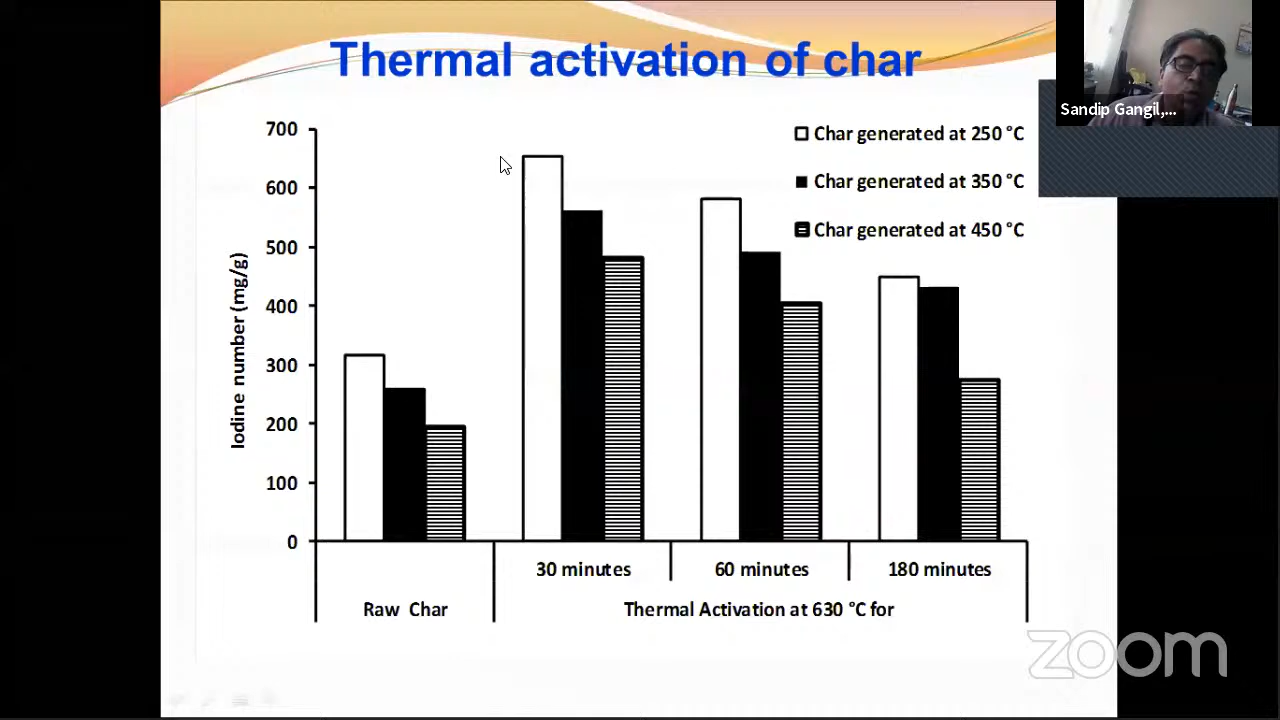 Thermal activation of char
Sandip Gangil,...
700
600
500
400
300
200
100
0
Iodine number (mg/g)
Char generated at 250 °C
Char generated at 350 °C
Char generated at 450 °C
30 minutes
60 minutes
180 minutes
Raw Char
Thermal Activation at 630 °C for
zoom